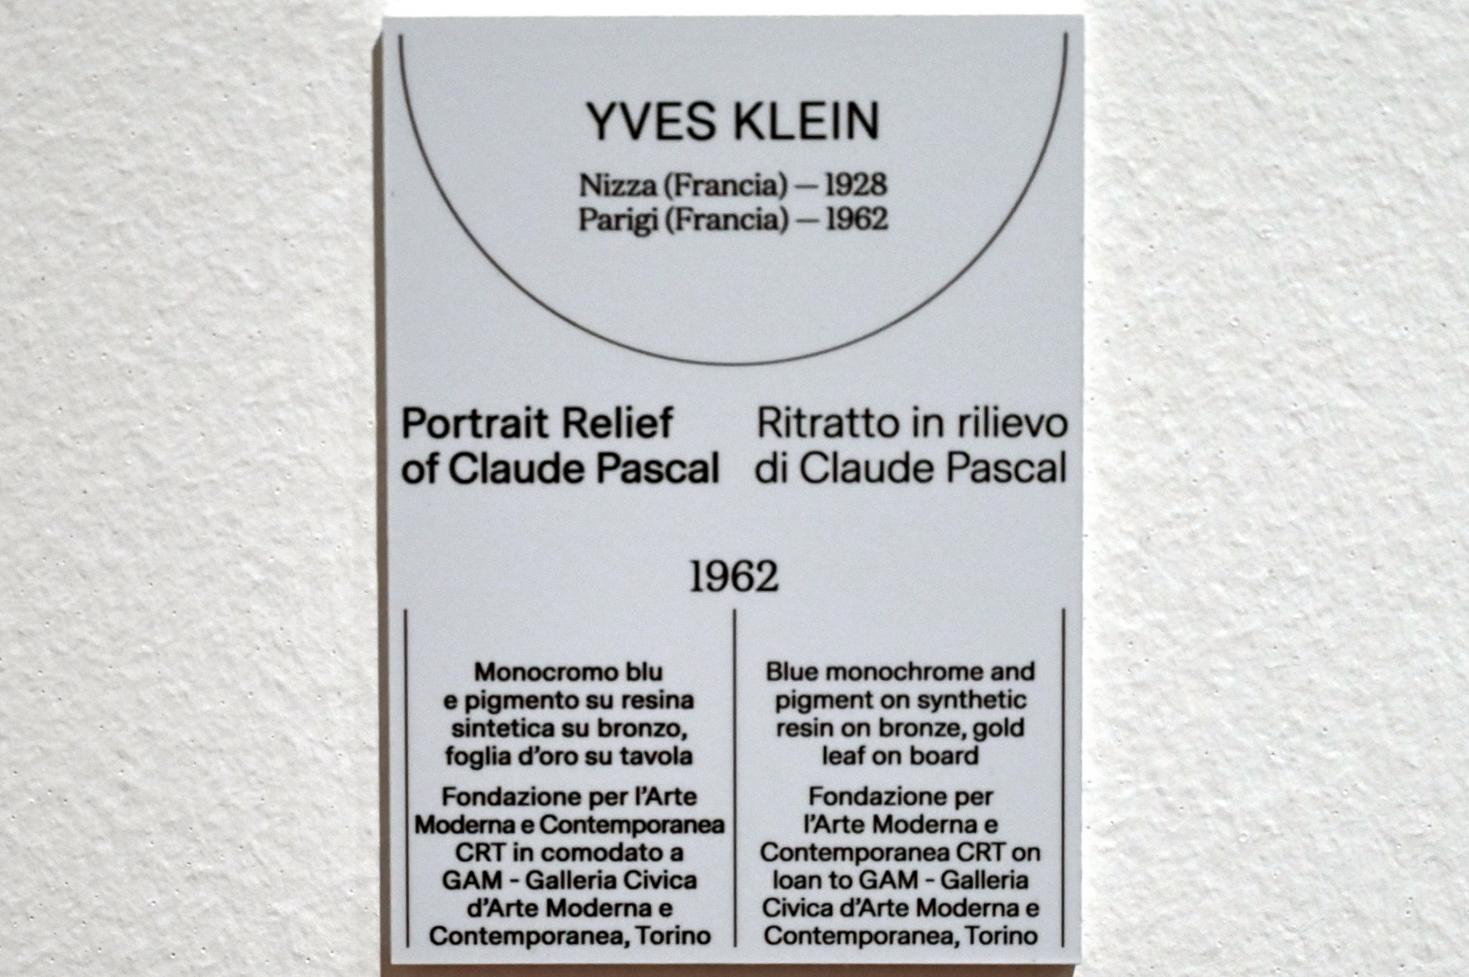 YVES KLEIN
Nizza (Francia) — 1928
Parigi (Francia) — 1962
Portrait Relief
of Claude Pascal
Ritratto in rilievo
di Claude Pascal
1962
Monocromo blu
e pigmento su resina
sintetica su bronzo,
foglia d'oro su tavola
Fondazione per l'Arte
Moderna e Contemporanea
CRT in comodato a
GAM - Galleria Civica
d'Arte Moderna e
Contemporanea, Torino
Blue monochrome and
pigment on synthetic
resin on bronze, gold
leaf on board
Fondazione per
l'Arte Moderna e
Contemporanea CRT on
loan to GAM - Galleria
Civica d'Arte Moderna e
Contemporanea, Torino